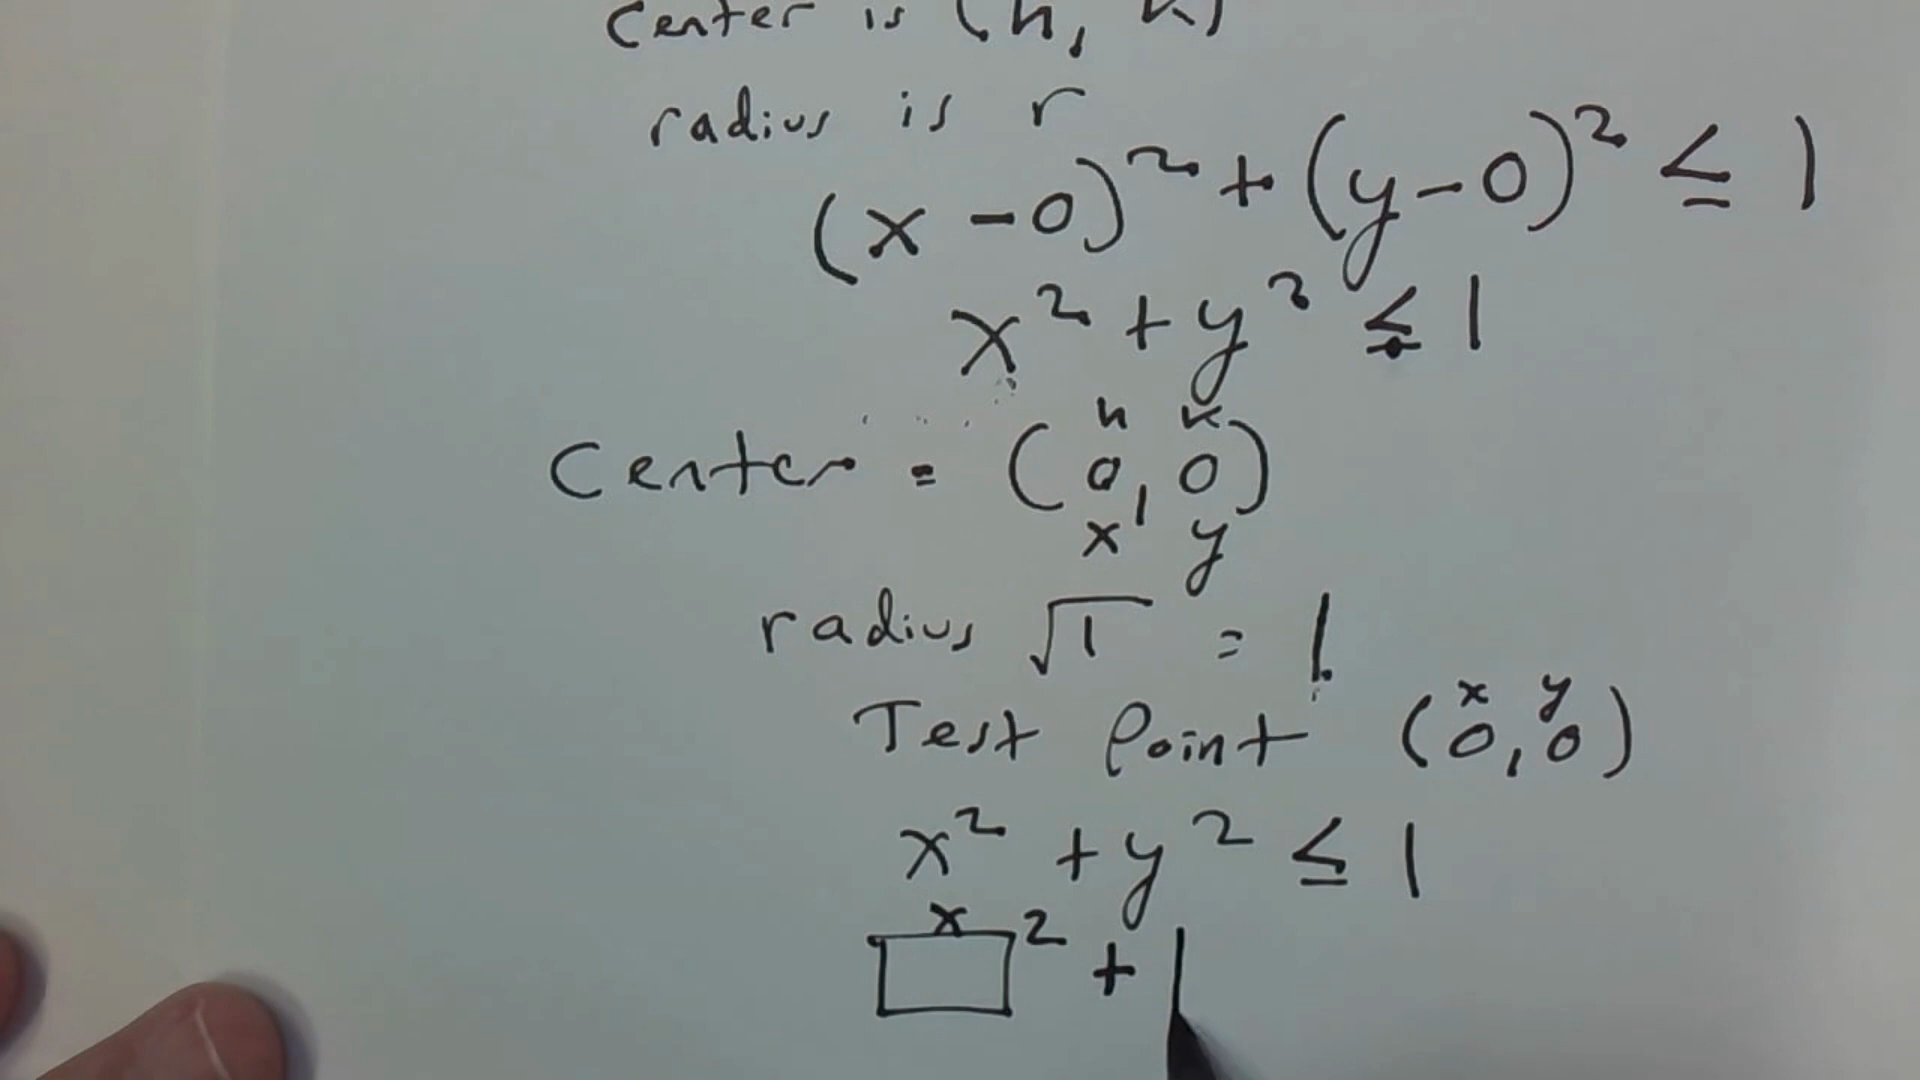 Center is (h, k)
radius is r
(x - 0)² + (y - 0)² ≤ 1
x² + y² ≤ 1
h k
Center = (0, 0)
x y
radius √1 = 1
x y
Test Point (0, 0)
x² + y² ≤ 1
x
□² +